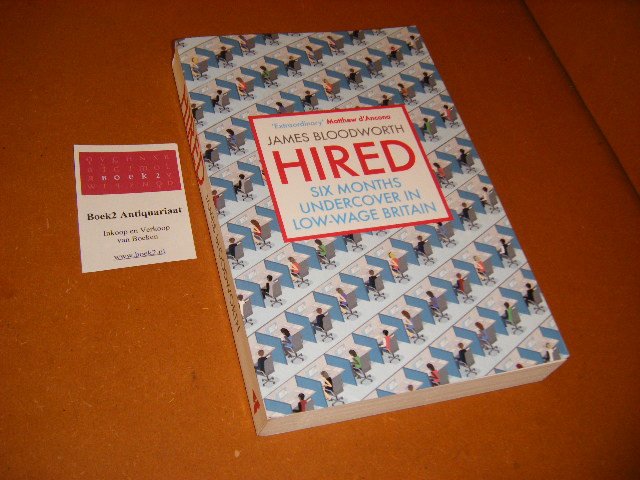 BOEK2
Boek2 Antiquariaat
Inkoop en Verkoop
van Boeken
www.boek2.nl
'Extraordinary' Matthew d'Ancona
JAMES BLOODWORTH
HIRED
SIX MONTHS
UNDERCOVER IN
LOW-WAGE BRITAIN